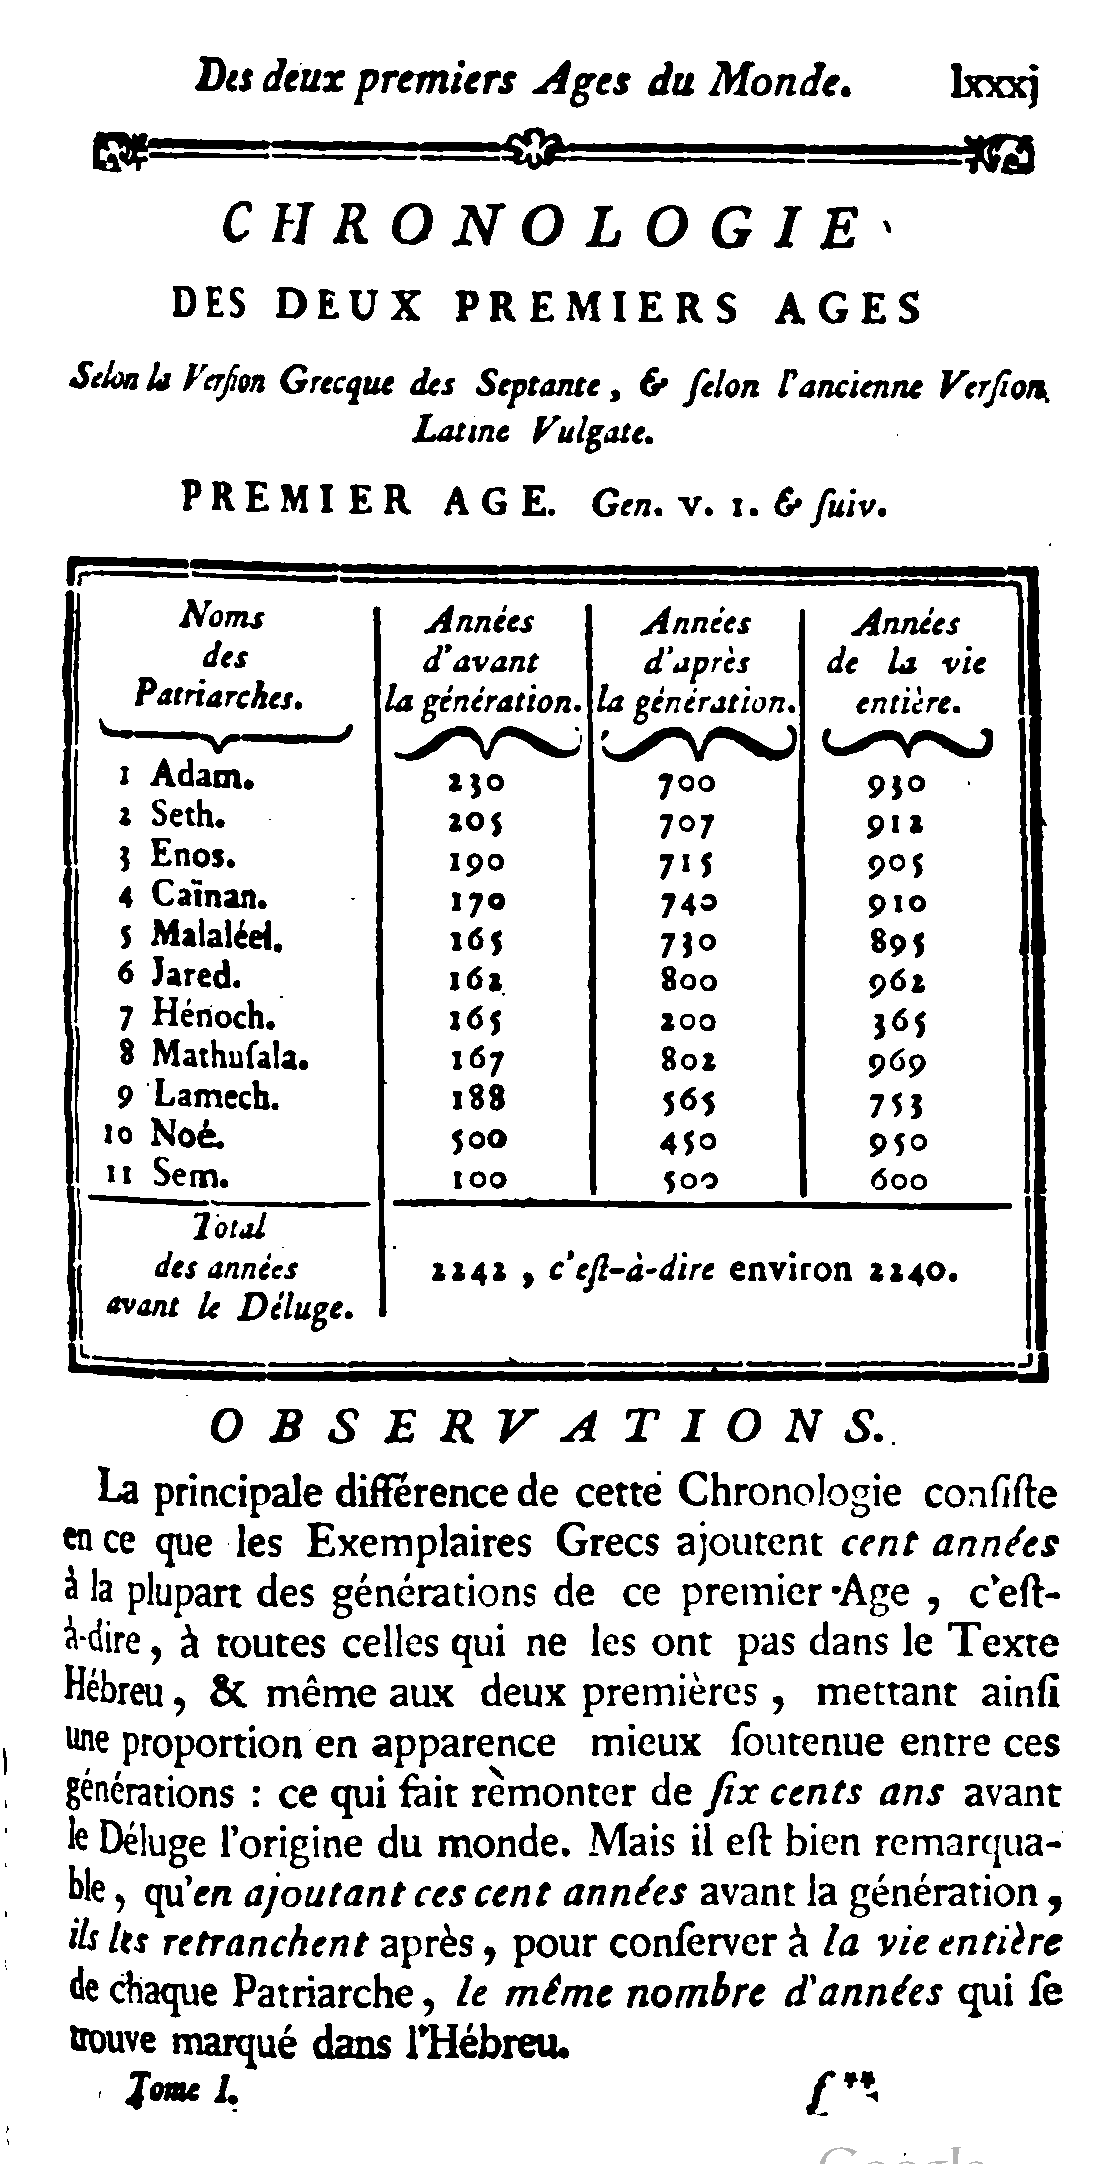 Des deux premiers Ages du Monde. lxxxj
CHRONOLOGIE
DES DEUX PREMIERS AGES
Selon la Verſion Grecque des Septante, & ſelon l'ancienne Verſion
Latine Vulgate.
PREMIER AGE. Gen. v. 1. & ſuiv.
Noms des Patriarches. Années d'avant la génération. Années d'après la génération. Années de la vie entière.
1 Adam. 230 700 930
2 Seth. 205 707 912
3 Enos. 190 715 905
4 Caïnan. 170 740 910
5 Malaléel. 165 730 895
6 Jared. 162 800 962
7 Hénoch. 165 200 365
8 Mathuſala. 167 802 969
9 Lamech. 188 565 753
10 Noé. 500 450 950
11 Sem. 100 500 600
Total
des années
avant le Déluge.
2242, c'eſt-à-dire environ 2240.
OBSERVATIONS.
La principale différence de cette Chronologie conſiſte
en ce que les Exemplaires Grecs ajoutent cent années
à la plupart des générations de ce premier Age, c'eſt-
à-dire, à toutes celles qui ne les ont pas dans le Texte
Hébreu, & même aux deux premières, mettant ainſi
une proportion en apparence mieux ſoutenue entre ces
générations : ce qui fait remonter de ſix cents ans avant
le Déluge l'origine du monde. Mais il eſt bien remarqua-
ble, qu'en ajoutant ces cent années avant la génération,
ils les retranchent après, pour conſerver à la vie entière
de chaque Patriarche, le même nombre d'années qui ſe
trouve marqué dans l'Hébreu.
Tome I. ſ**
Google